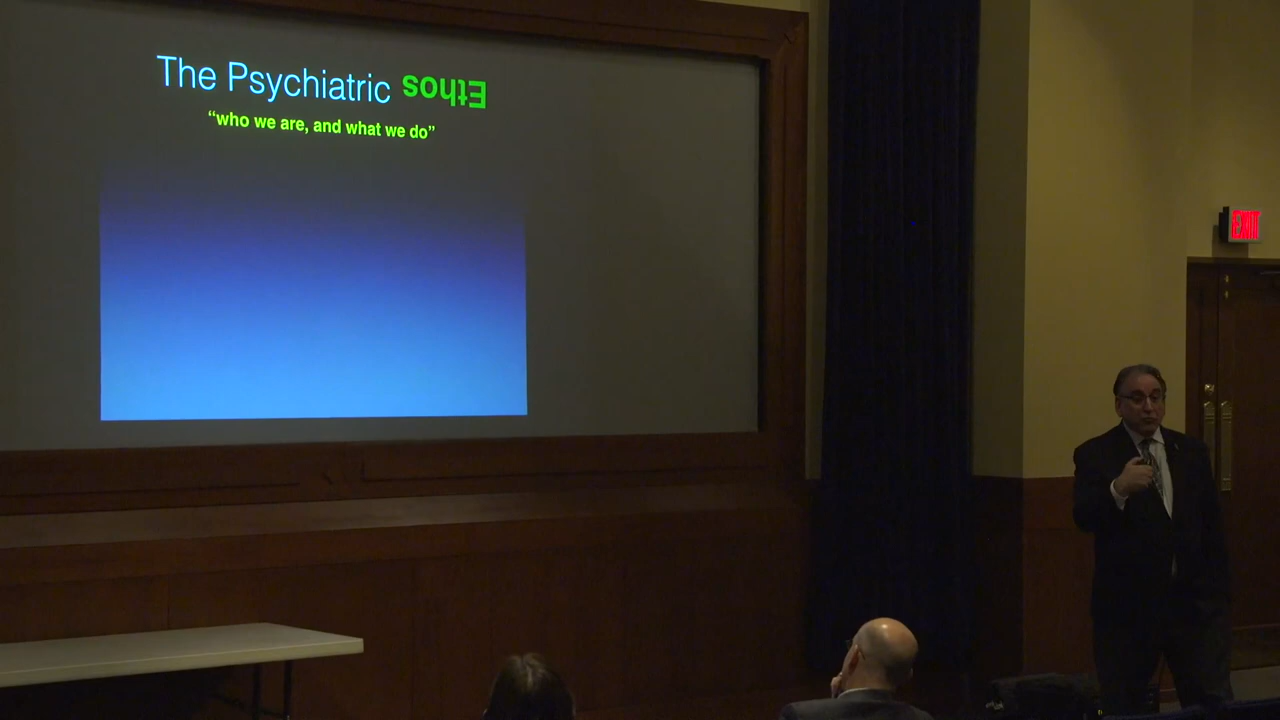 The Psychiatric Ethos
“who we are, and what we do”
EXIT